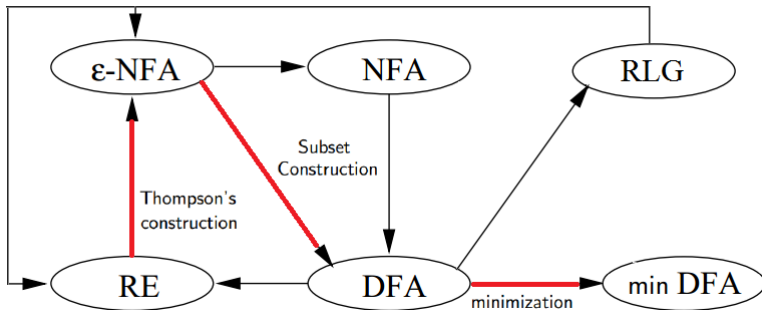 ε-NFA
NFA
RLG
Subset
Construction
Thompson's
construction
RE
DFA
min DFA
minimization